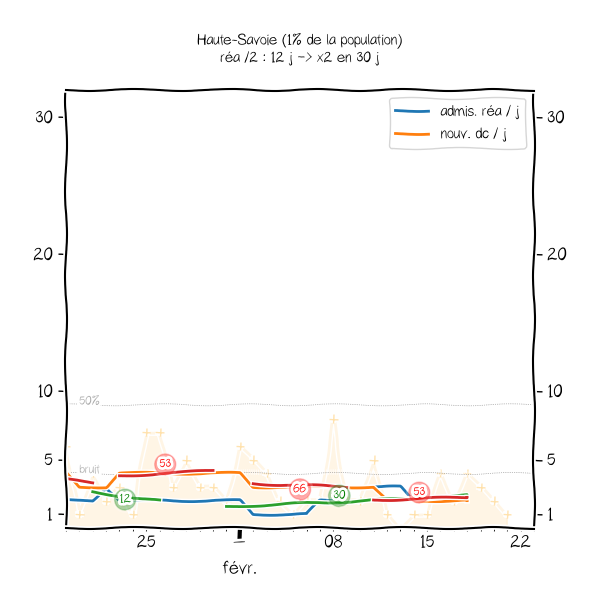 Haute-Savoie (1% de la population)
réa /2 : 12 j -> x2 en 30 j
admis. réa / j
nouv. dc / j
30 30
20 20
10 10
50%
5 5
bruit
53
12
66
30
53
1 1
25 1 08 15 22
févr.